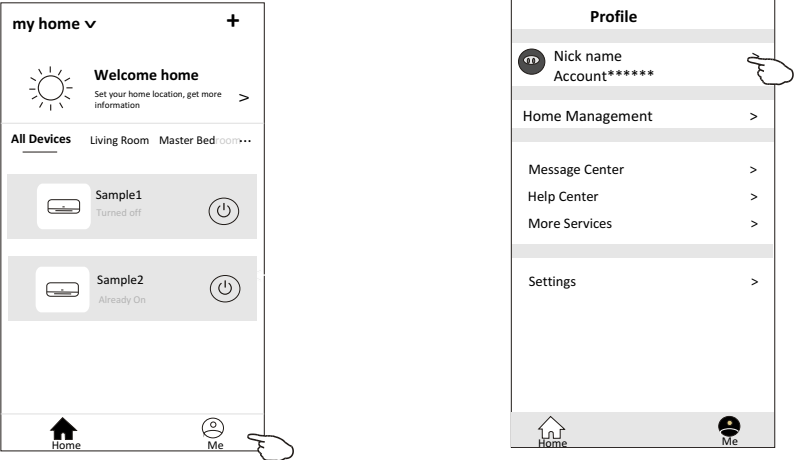 my home ∨ +
Welcome home
Set your home location, get more
information >
All Devices Living Room Master Bedroom ···
Sample1
Turned off
Sample2
Already On
Home Me
Profile
Nick name >
Account******
Home Management >
Message Center >
Help Center >
More Services >
Settings >
Home Me